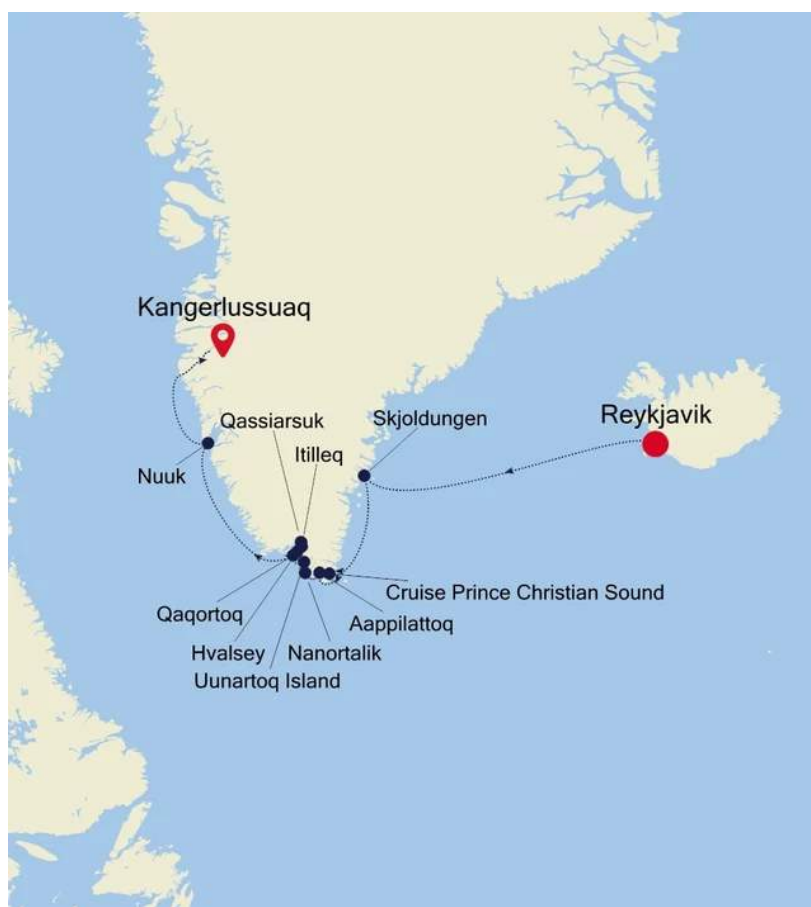 Kangerlussuaq
Qassiarsuk
Skjoldungen
Reykjavik
Itilleq
Nuuk
Cruise Prince Christian Sound
Qaqortoq
Aappilattoq
Hvalsey
Nanortalik
Uunartoq Island